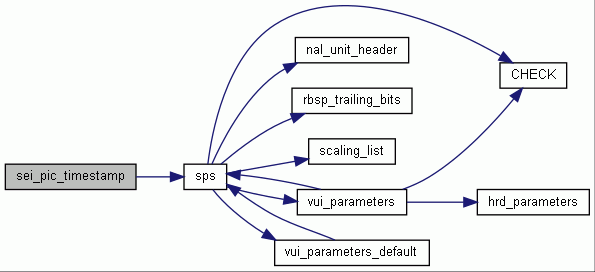 nal_unit_header
CHECK
rbsp_trailing_bits
scaling_list
sei_pic_timestamp
sps
vui_parameters
hrd_parameters
vui_parameters_default